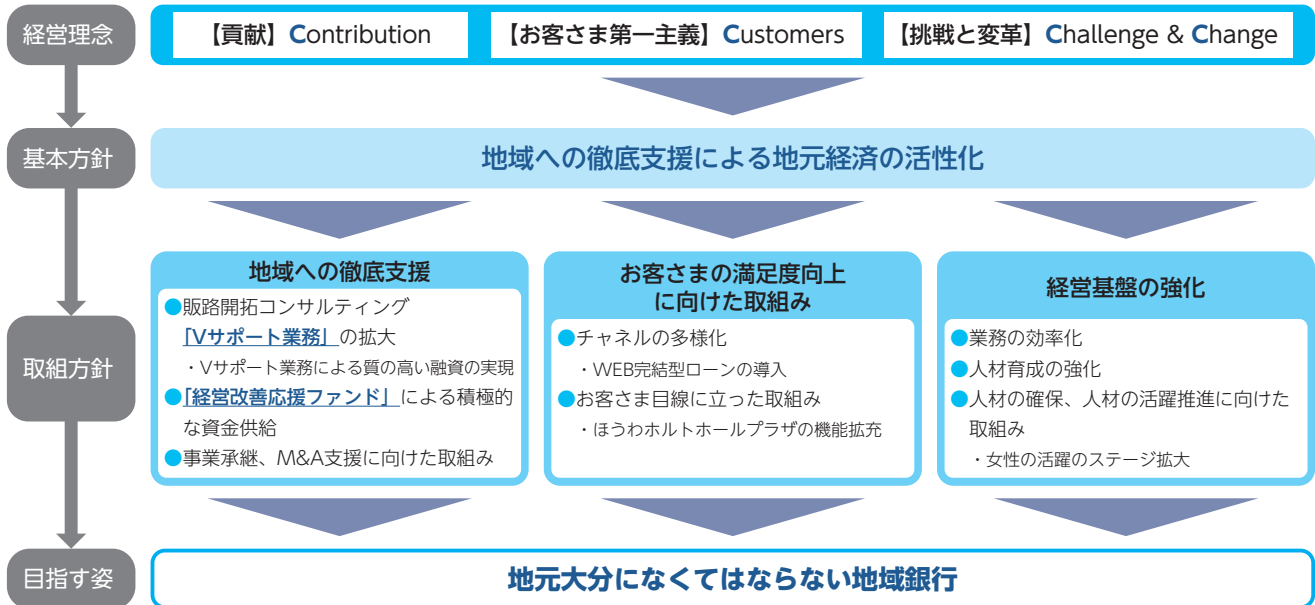 経営理念
【貢献】Contribution
【お客さま第一主義】Customers
【挑戦と変革】Challenge & Change
基本方針
地域への徹底支援による地元経済の活性化
取組方針
地域への徹底支援
●販路開拓コンサルティング
「Vサポート業務」の拡大
・Vサポート業務による質の高い融資の実現
●「経営改善応援ファンド」による積極的
な資金供給
●事業承継、M&A支援に向けた取組み
お客さまの満足度向上
に向けた取組み
●チャネルの多様化
・WEB完結型ローンの導入
●お客さま目線に立った取組み
・ほうわホルトホールプラザの機能拡充
経営基盤の強化
●業務の効率化
●人材育成の強化
●人材の確保、人材の活躍推進に向けた
取組み
・女性の活躍のステージ拡大
目指す姿
地元大分になくてはならない地域銀行